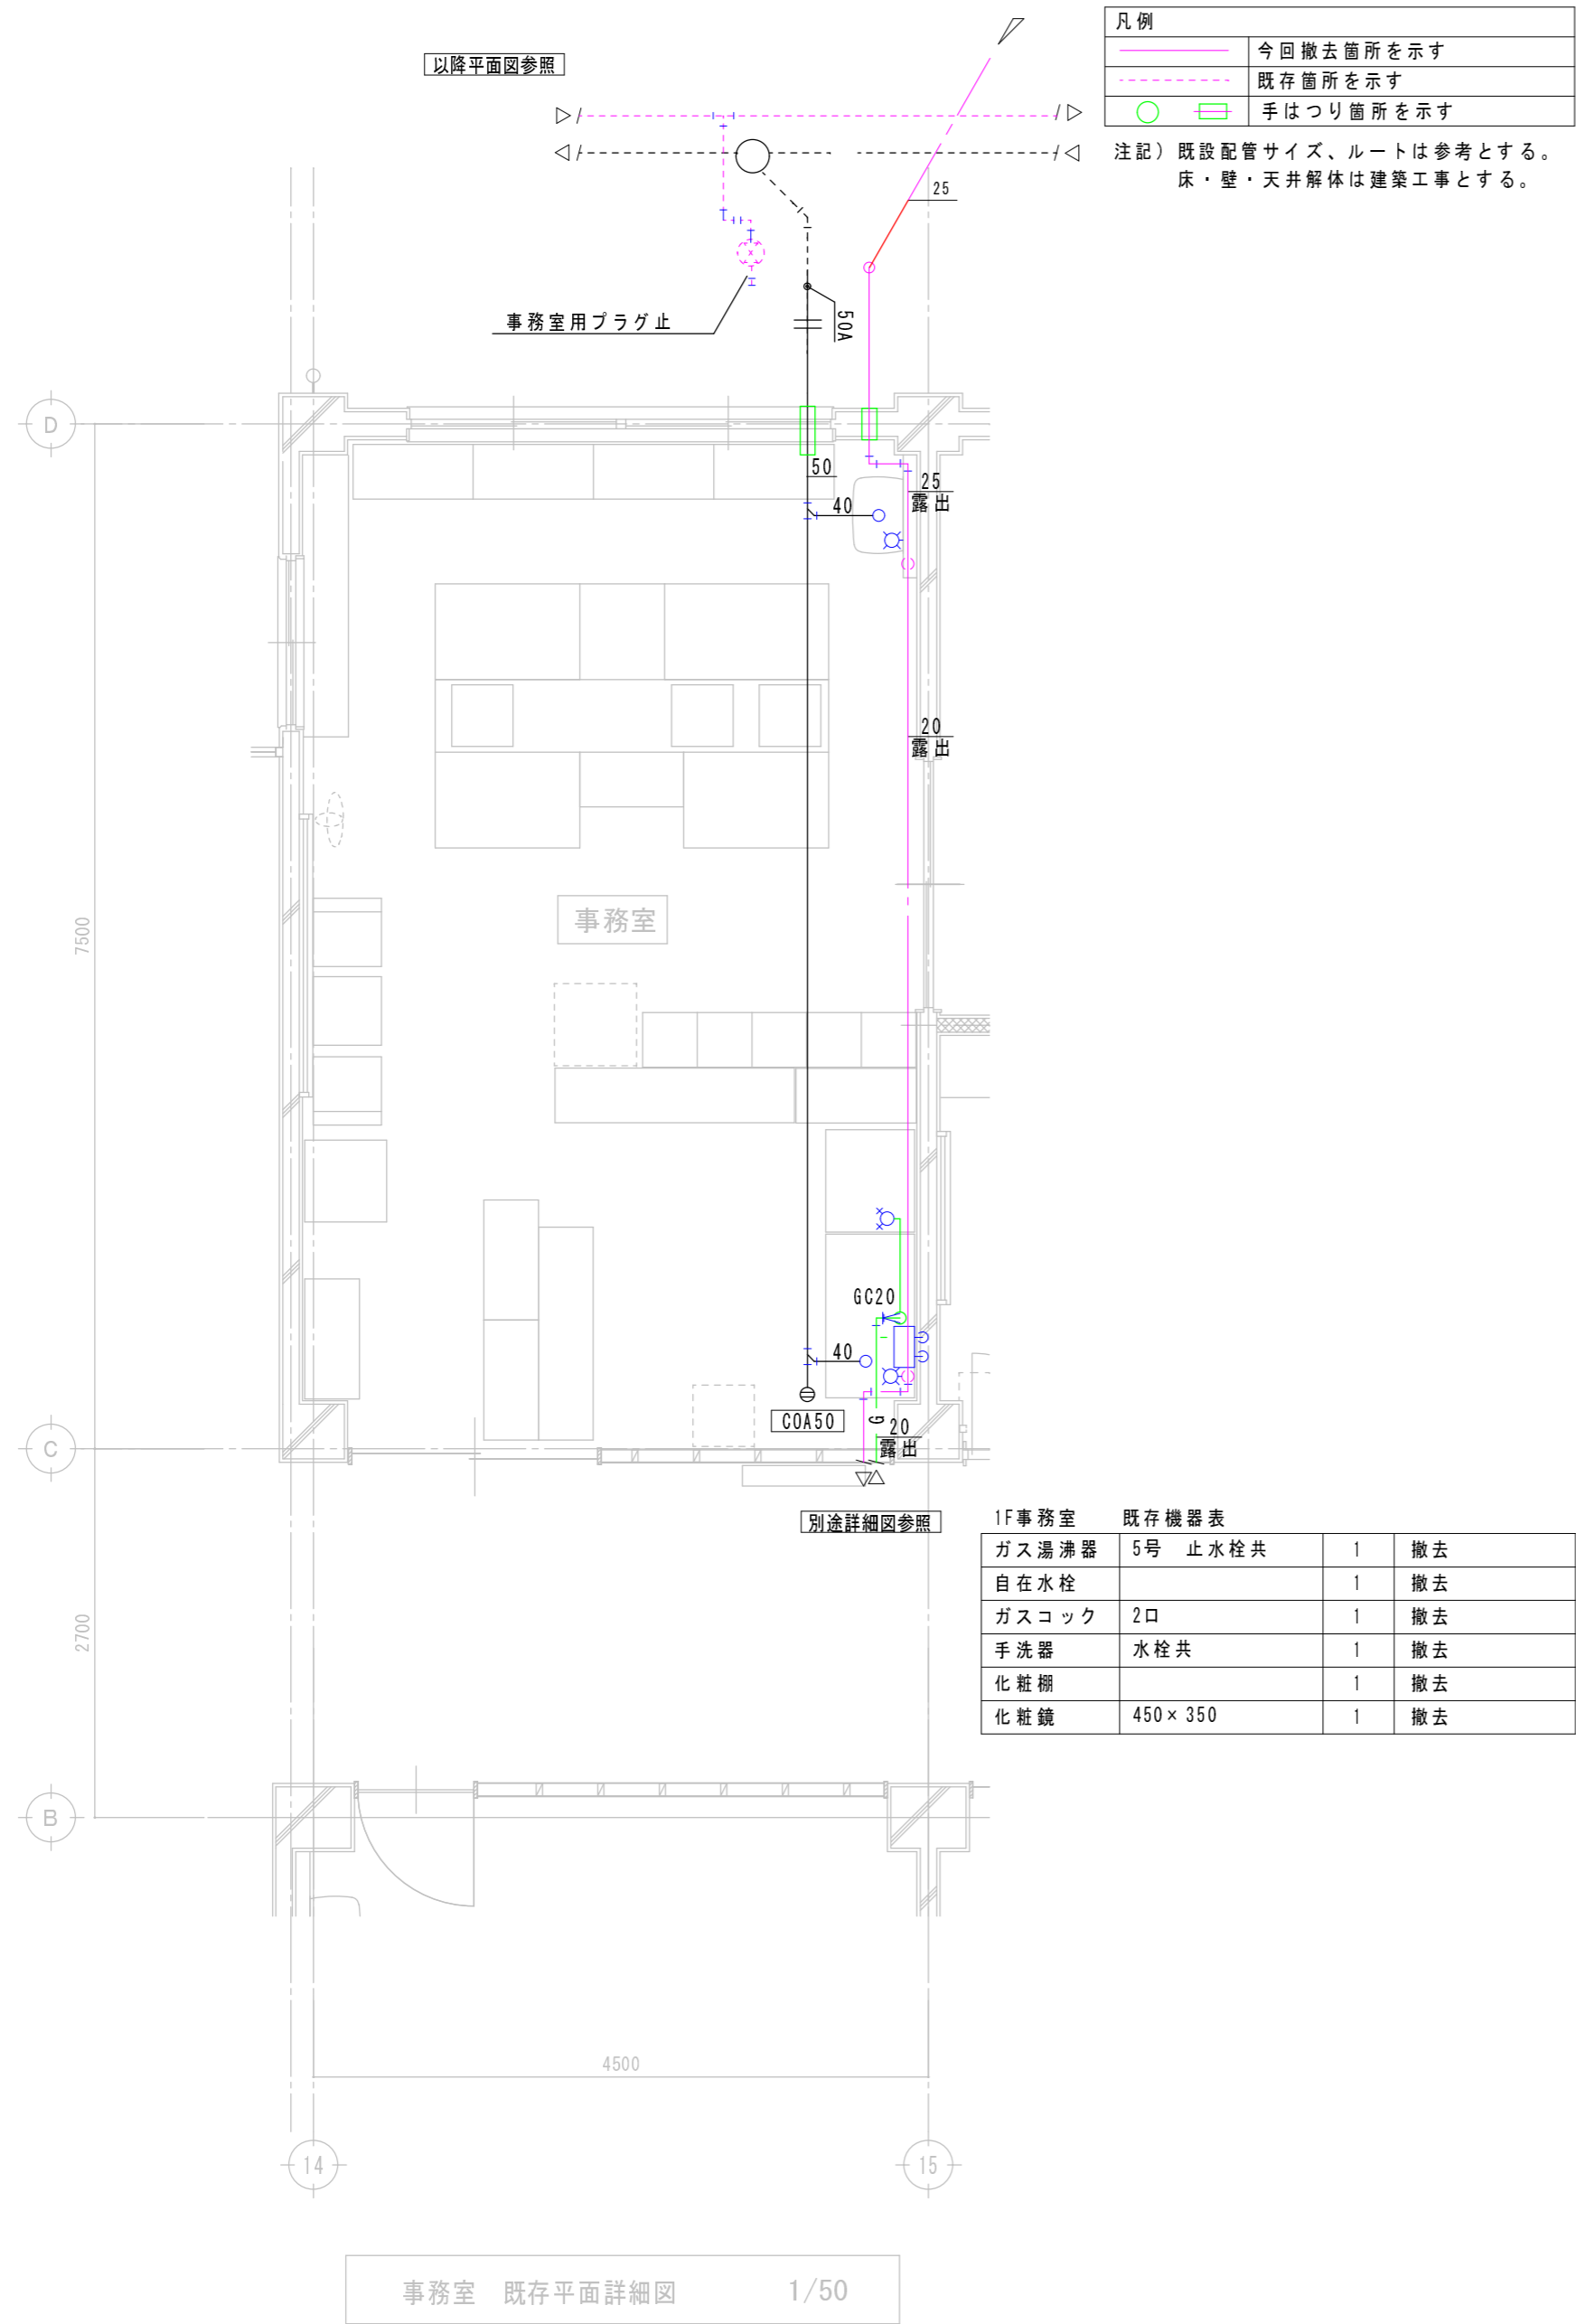 凡例
今回撤去箇所を示す
既存箇所を示す
手はつり箇所を示す
注記) 既設配管サイズ、ルートは参考とする。
床・壁・天井解体は建築工事とする。
以降平面図参照
25
事務室用プラグ止
50A
D
50
40
25
露出
20
露出
7500
事務室
GC20
40
COA50
G
20
露出
C
別途詳細図参照
1F事務室 既存機器表
ガス湯沸器 5号 止水栓共 1 撤去
自在水栓 1 撤去
ガスコック 2口 1 撤去
手洗器 水栓共 1 撤去
化粧棚 1 撤去
化粧鏡 450×350 1 撤去
2700
B
4500
14
15
事務室 既存平面詳細図 1/50